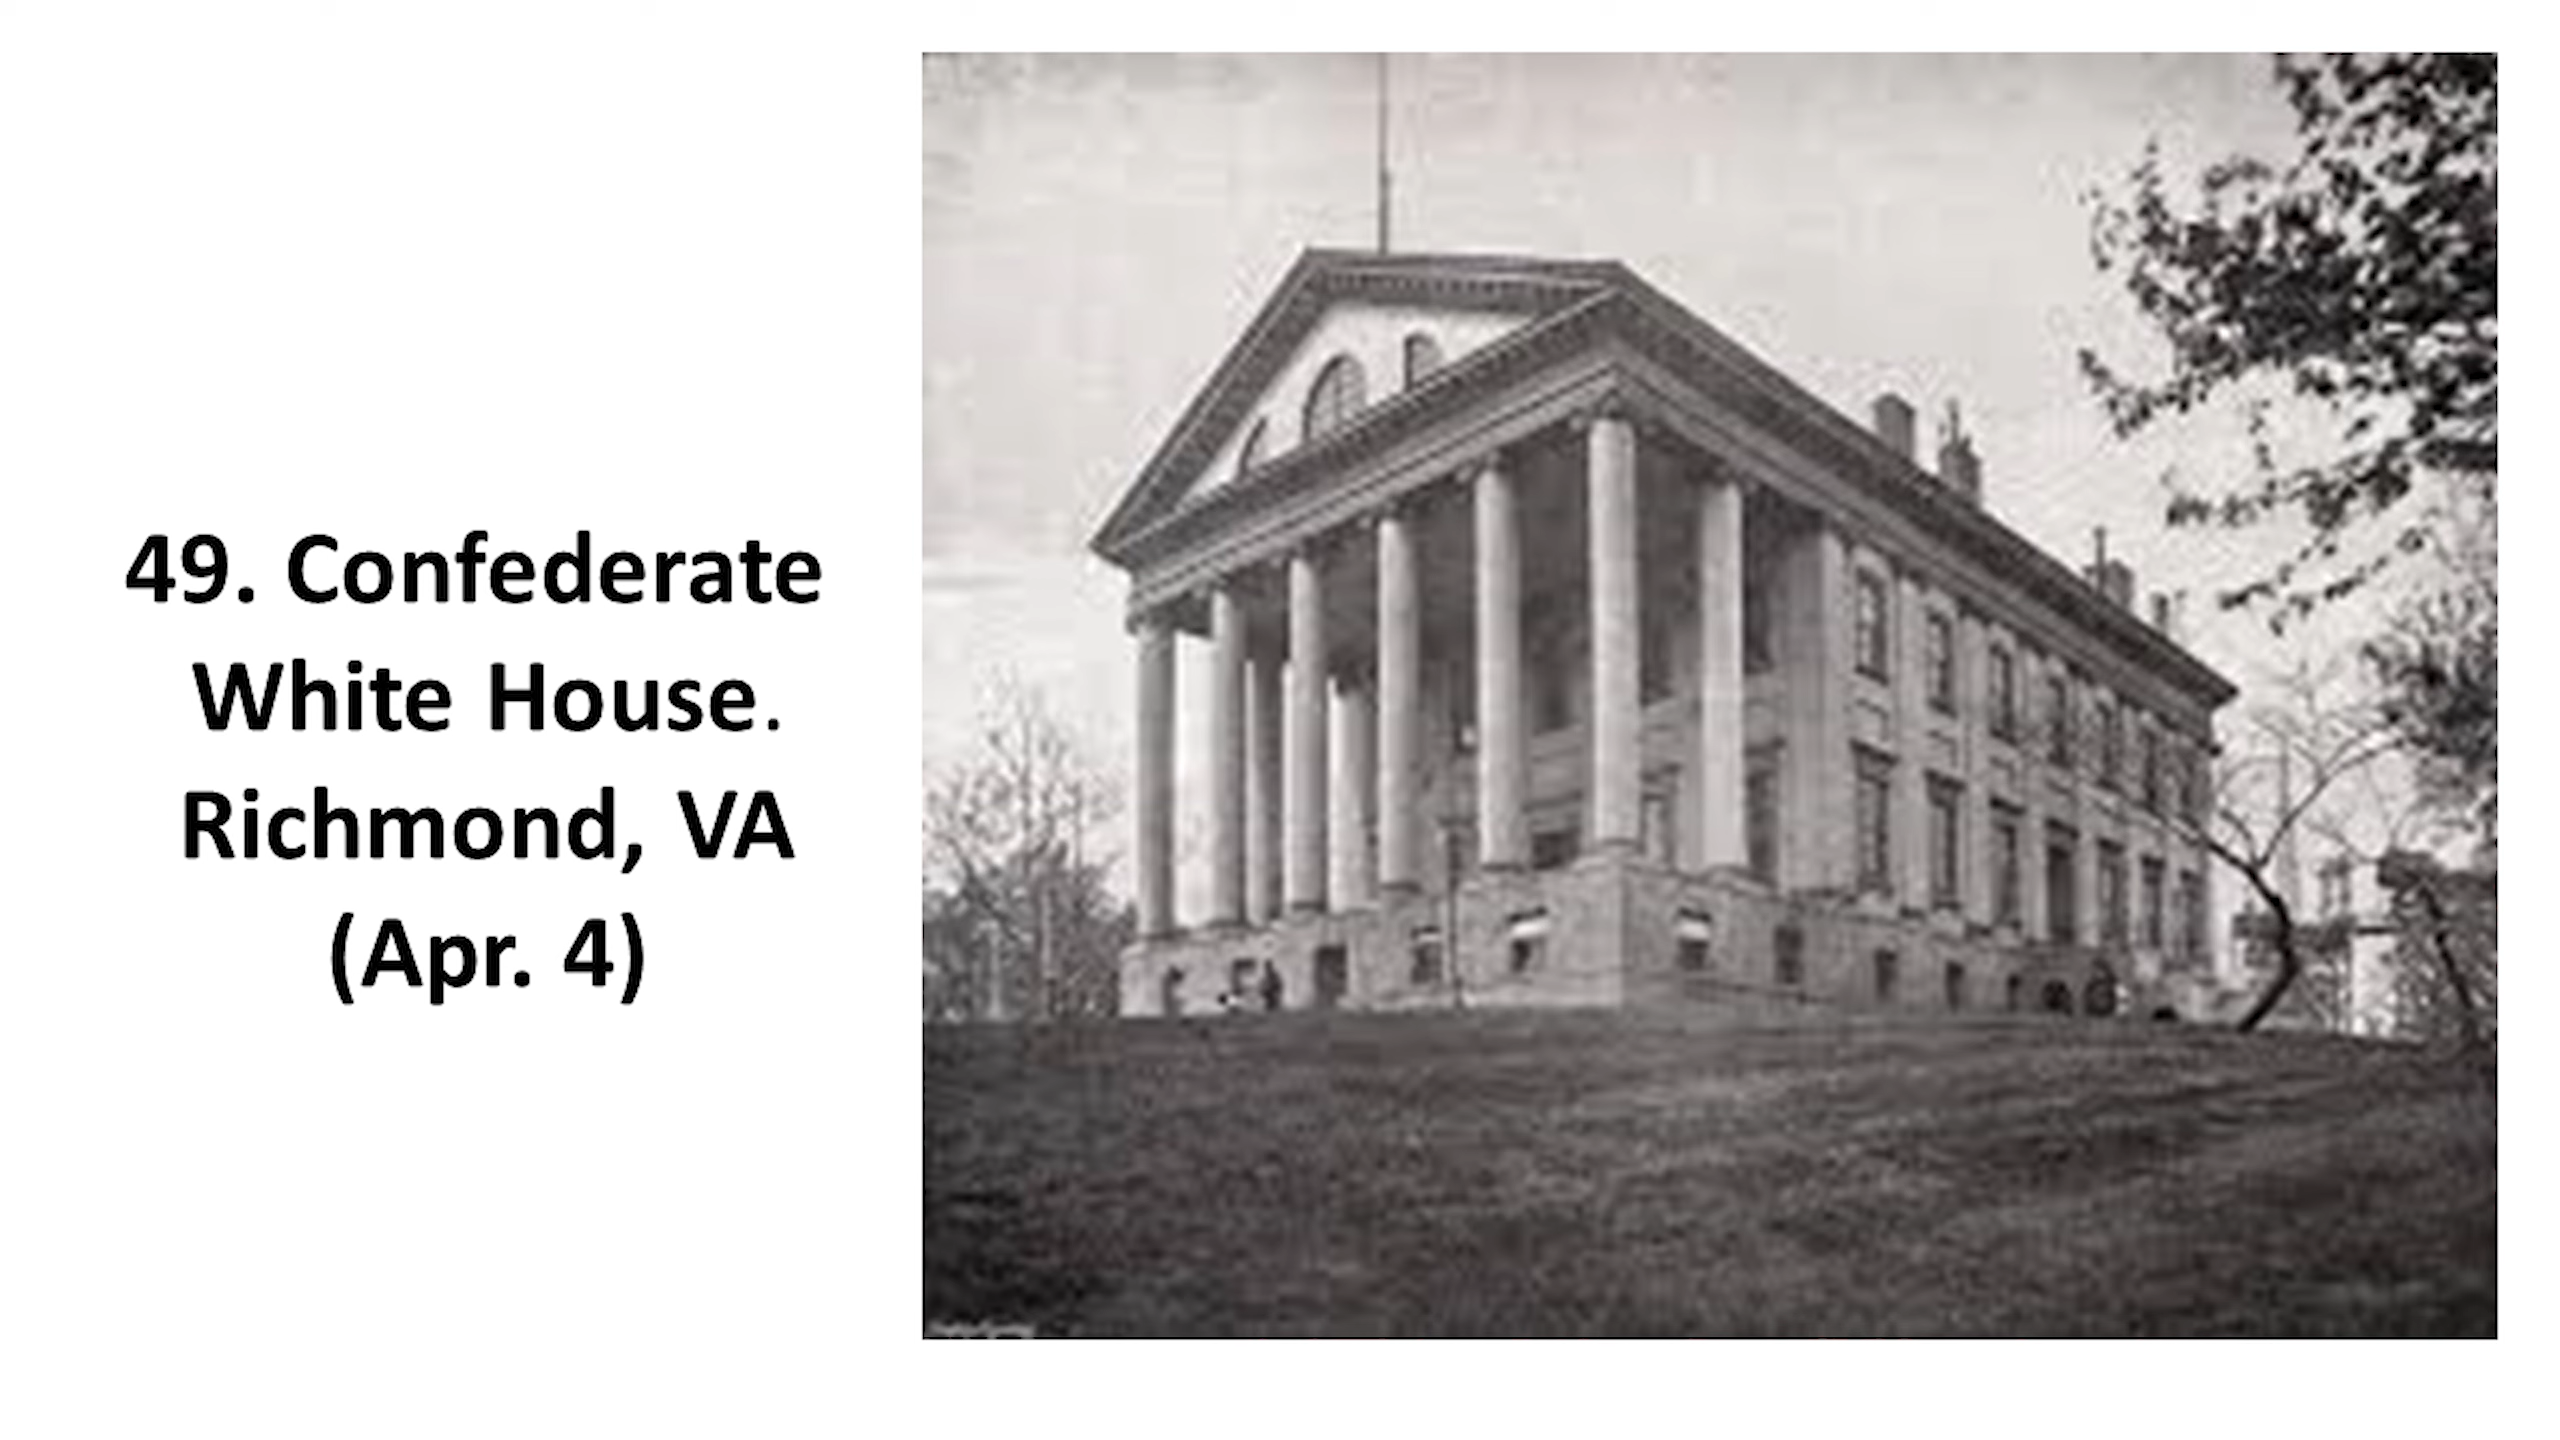 49. Confederate
White House.
Richmond, VA
(Apr. 4)